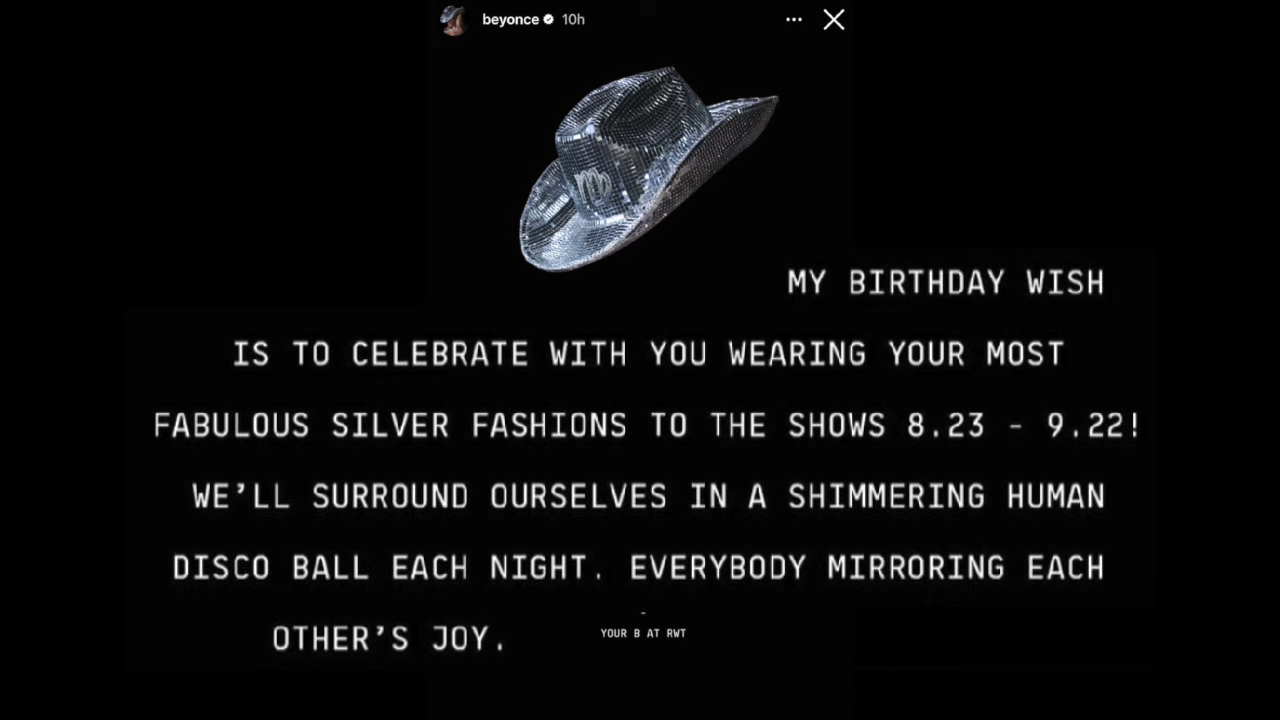 beyonce 10h
MY BIRTHDAY WISH
IS TO CELEBRATE WITH YOU WEARING YOUR MOST
FABULOUS SILVER FASHIONS TO THE SHOWS 8.23 - 9.22!
WE’LL SURROUND OURSELVES IN A SHIMMERING HUMAN
DISCO BALL EACH NIGHT. EVERYBODY MIRRORING EACH
OTHER’S JOY.
-
YOUR B AT RWT